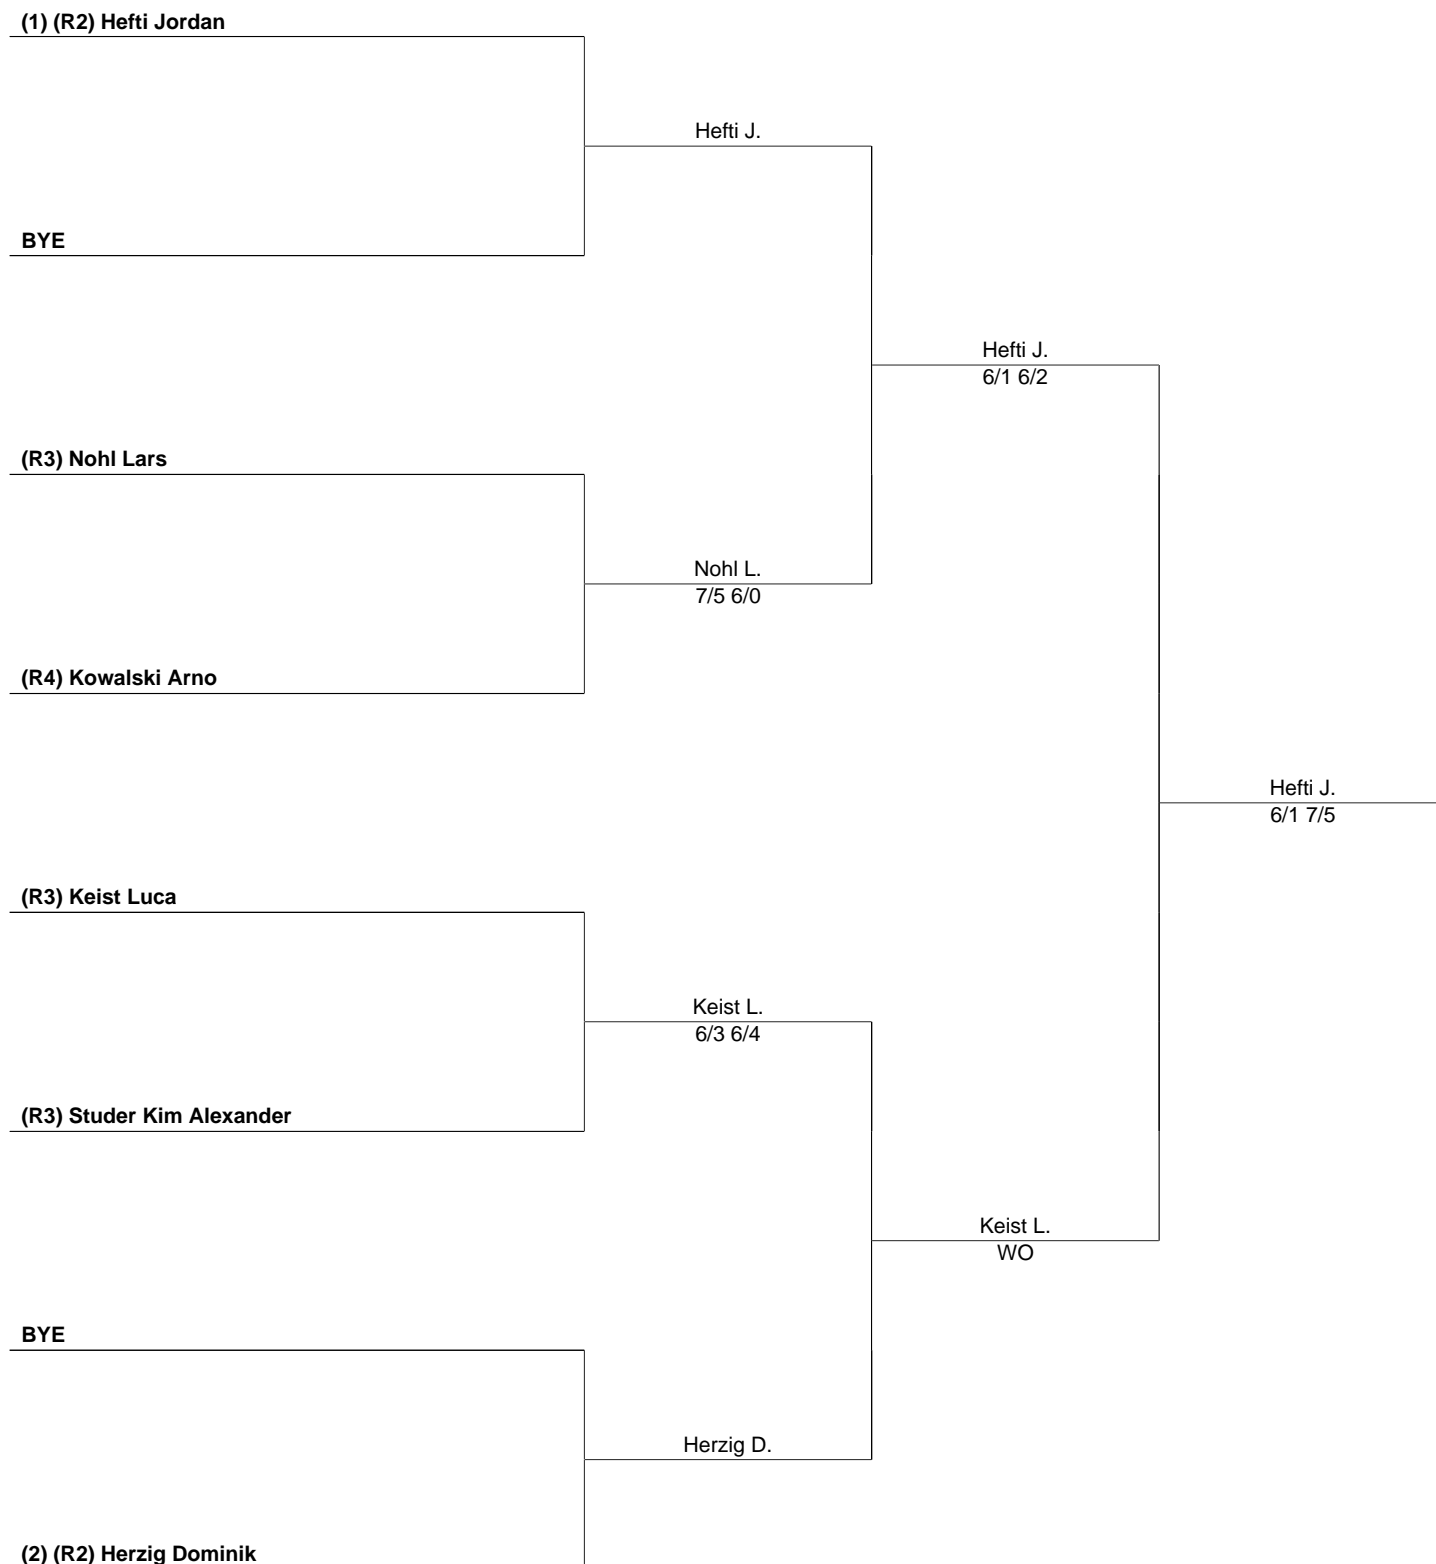 (1) (R2) Hefti Jordan
Hefti J.
BYE
Hefti J.
6/1 6/2
(R3) Nohl Lars
Nohl L.
7/5 6/0
(R4) Kowalski Arno
Hefti J.
6/1 7/5
(R3) Keist Luca
Keist L.
6/3 6/4
(R3) Studer Kim Alexander
Keist L.
WO
BYE
Herzig D.
(2) (R2) Herzig Dominik